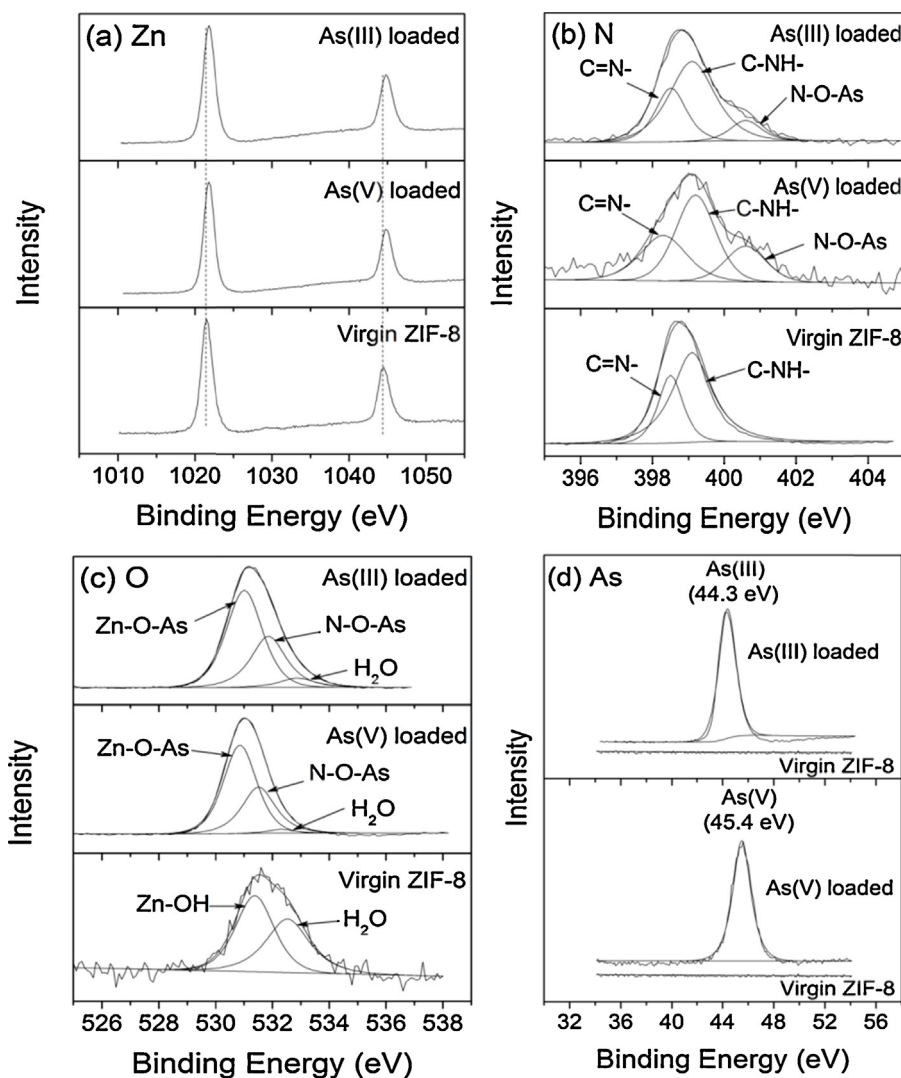 (a) Zn
As(III) loaded
As(V) loaded
Virgin ZIF-8
Intensity
Intensity
1010 1020 1030 1040 1050
Binding Energy (eV)
(b) N
As(III) loaded
C=N-
C-NH-
N-O-As
As(V) loaded
C=N-
C-NH-
N-O-As
Virgin ZIF-8
C=N-
C-NH-
Intensity
Intensity
396 398 400 402 404
Binding Energy (eV)
(c) O
As(III) loaded
Zn-O-As
N-O-As
H₂O
As(V) loaded
Zn-O-As
N-O-As
H₂O
Virgin ZIF-8
Zn-OH
H₂O
Intensity
Intensity
526 528 530 532 534 536 538
Binding Energy (eV)
(d) As
As(III)
(44.3 eV)
As(III) loaded
Virgin ZIF-8
As(V)
(45.4 eV)
As(V) loaded
Virgin ZIF-8
Intensity
Intensity
32 36 40 44 48 52 56
Binding Energy (eV)